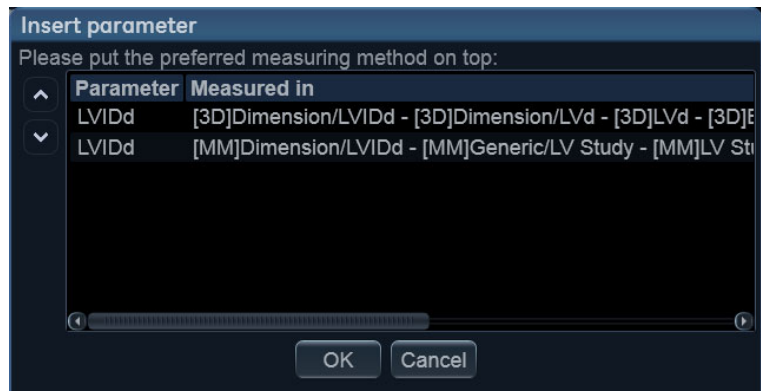 Insert parameter
Please put the preferred measuring method on top:
Parameter Measured in
LVIDd [3D]Dimension/LVIDd - [3D]Dimension/LVd - [3D]LVd - [3D]E
LVIDd [MM]Dimension/LVIDd - [MM]Generic/LV Study - [MM]LV Stu
OK Cancel